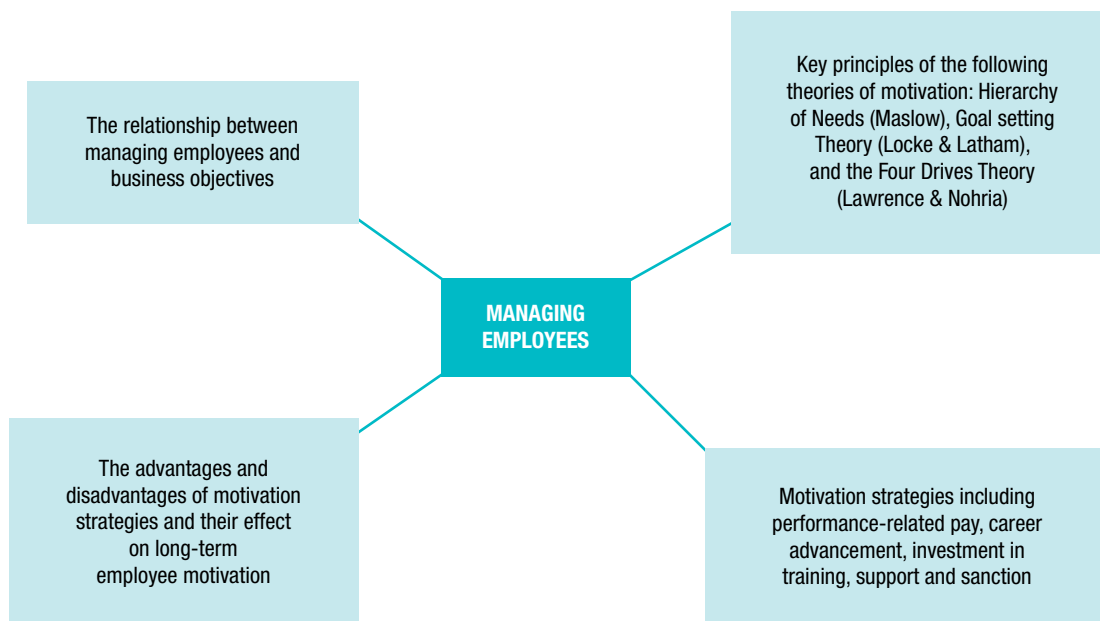 The relationship between
managing employees and
business objectives
Key principles of the following
theories of motivation: Hierarchy
of Needs (Maslow), Goal setting
Theory (Locke & Latham),
and the Four Drives Theory
(Lawrence & Nohria)
MANAGING
EMPLOYEES
The advantages and
disadvantages of motivation
strategies and their effect
on long-term
employee motivation
Motivation strategies including
performance-related pay, career
advancement, investment in
training, support and sanction